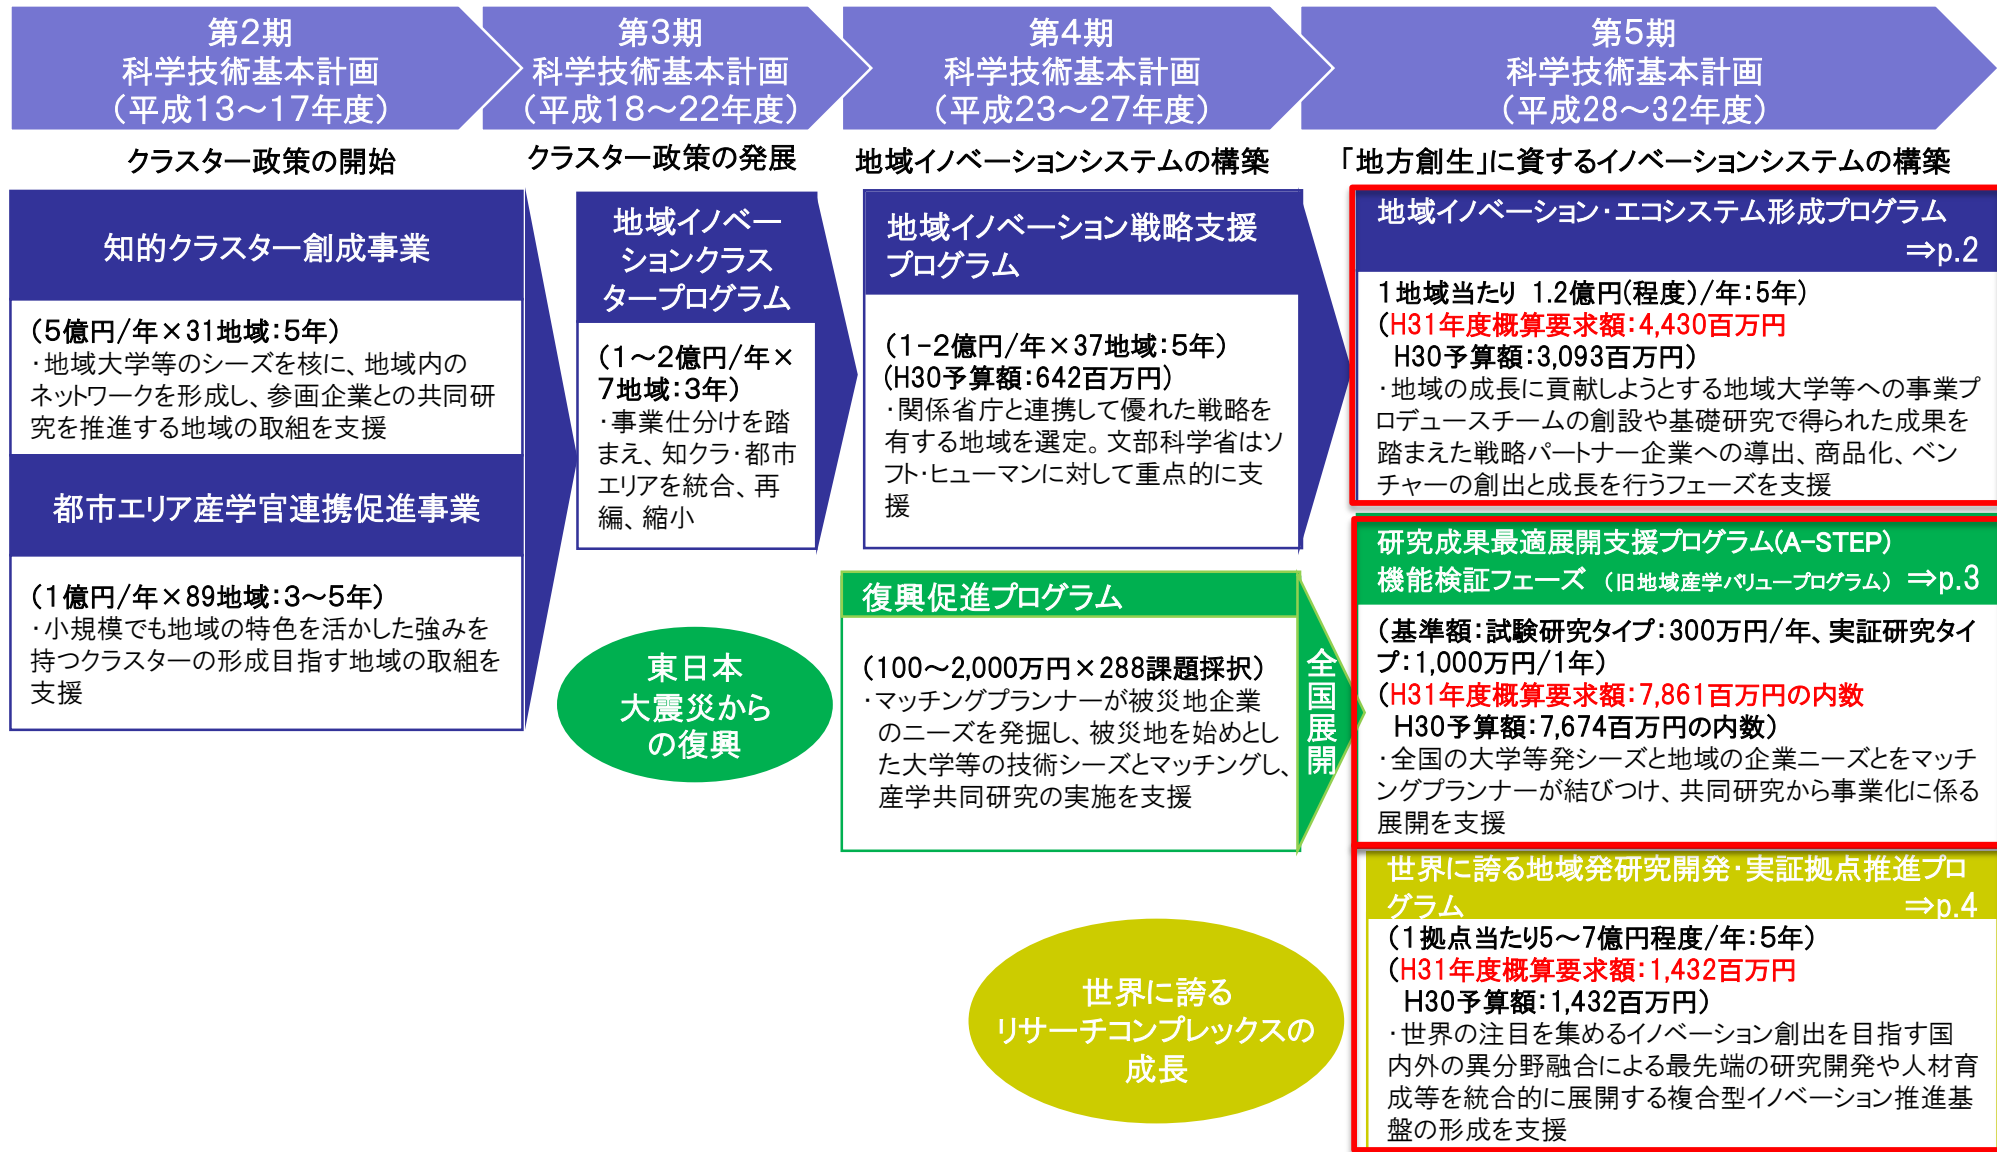 第2期
科学技術基本計画
（平成13～17年度）
第3期
科学技術基本計画
（平成18～22年度）
第4期
科学技術基本計画
（平成23～27年度）
第5期
科学技術基本計画
（平成28～32年度）
クラスター政策の開始
クラスター政策の発展
地域イノベーションシステムの構築
「地方創生」に資するイノベーションシステムの構築
知的クラスター創成事業
（5億円/年×31地域：5年）
・地域大学等のシーズを核に、地域内の
ネットワークを形成し、参画企業との共同研
究を推進する地域の取組を支援
都市エリア産学官連携促進事業
（1億円/年×89地域：3～5年）
・小規模でも地域の特色を活かした強みを
持つクラスターの形成目指す地域の取組を
支援
地域イノベー
ションクラス
タープログラム
（1～2億円/年×
7地域：3年）
・事業仕分けを踏
まえ、知クラ・都市
エリアを統合、再
編、縮小
東日本
大震災から
の復興
地域イノベーション戦略支援
プログラム
（1-2億円/年×37地域：5年）
（H30予算額：642百万円）
・関係省庁と連携して優れた戦略を
有する地域を選定。文部科学省はソ
フト・ヒューマンに対して重点的に支
援
復興促進プログラム
（100～2,000万円×288課題採択）
・マッチングプランナーが被災地企業
のニーズを発掘し、被災地を始めとし
た大学等の技術シーズとマッチングし、
産学共同研究の実施を支援
全国展開
世界に誇る
リサーチコンプレックスの
成長
地域イノベーション・エコシステム形成プログラム
⇒p.2
1地域当たり 1.2億円(程度)/年：5年）
（H31年度概算要求額：4,430百万円
H30予算額：3,093百万円）
・地域の成長に貢献しようとする地域大学等への事業プ
ロデュースチームの創設や基礎研究で得られた成果を
踏まえた戦略パートナー企業への導出、商品化、ベン
チャーの創出と成長を行うフェーズを支援
研究成果最適展開支援プログラム(A-STEP)
機能検証フェーズ （旧地域産学バリュープログラム） ⇒p.3
（基準額：試験研究タイプ：300万円/年、実証研究タイ
プ：1,000万円/1年）
（H31年度概算要求額：7,861百万円の内数
H30予算額：7,674百万円の内数）
・全国の大学等発シーズと地域の企業ニーズとをマッチ
ングプランナーが結びつけ、共同研究から事業化に係る
展開を支援
世界に誇る地域発研究開発・実証拠点推進プロ
グラム ⇒p.4
（1拠点当たり5～7億円程度/年：5年）
（H31年度概算要求額：1,432百万円
H30予算額：1,432百万円）
・世界の注目を集めるイノベーション創出を目指す国
内外の異分野融合による最先端の研究開発や人材育
成等を統合的に展開する複合型イノベーション推進基
盤の形成を支援